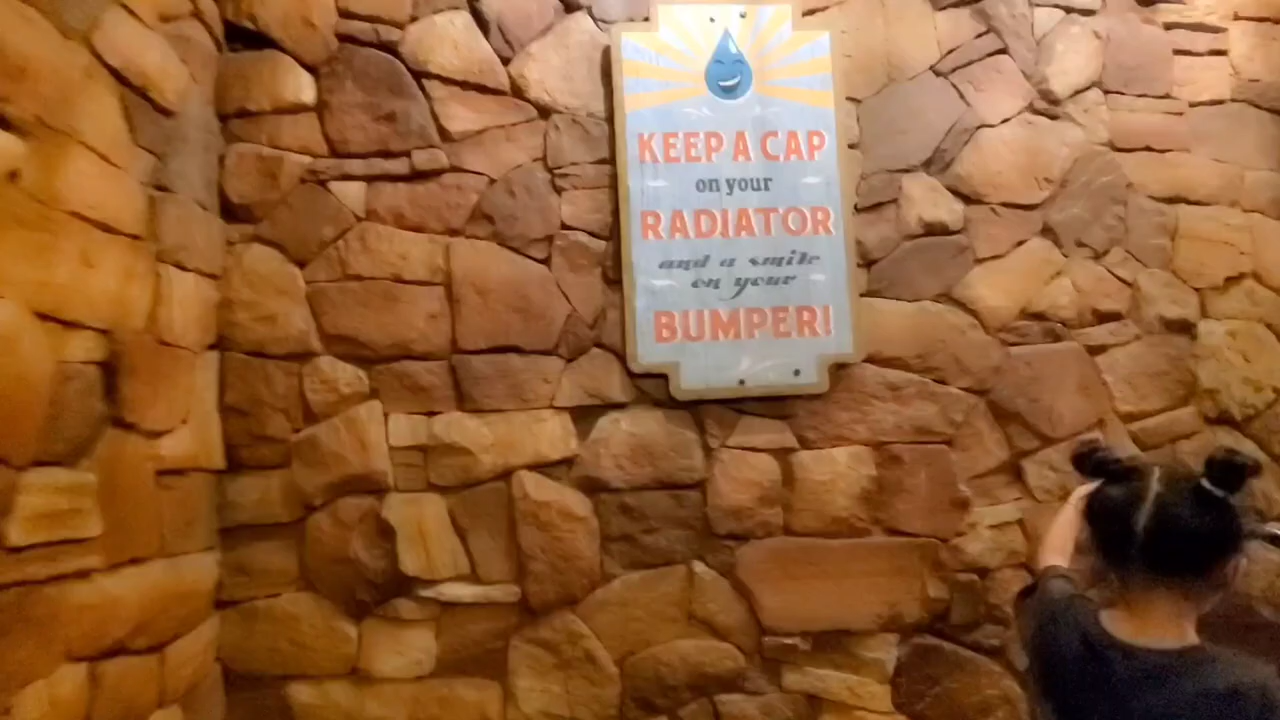 KEEP A CAP
on your
RADIATOR
and a smile
on your
BUMPER!